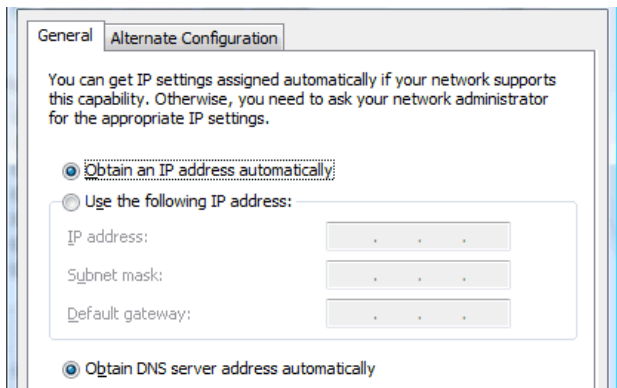 General
Alternate Configuration
You can get IP settings assigned automatically if your network supports
this capability. Otherwise, you need to ask your network administrator
for the appropriate IP settings.
Obtain an IP address automatically
Use the following IP address:
IP address:
. . .
Subnet mask:
. . .
Default gateway:
. . .
Obtain DNS server address automatically